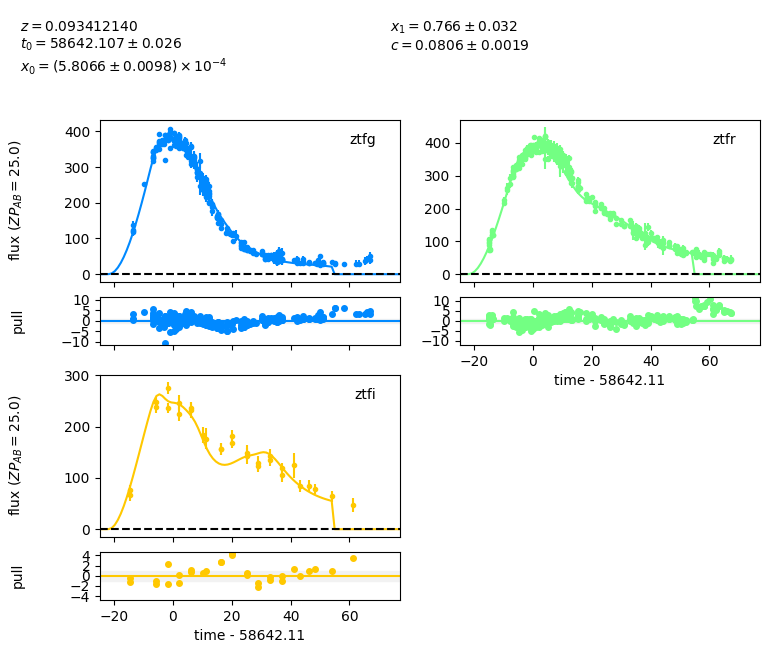 z = 0.093412140
t₀ = 58642.107 ± 0.026
x₀ = (5.8066 ± 0.0098) × 10⁻⁴
x₁ = 0.766 ± 0.032
c = 0.0806 ± 0.0019
flux (ZP_AB = 25.0)
400
300
200
100
0
ztfg
400
300
200
100
0
ztfr
pull
10
5
0
−5
−10
10
5
0
−5
−10
−20 0 20 40 60
time - 58642.11
flux (ZP_AB = 25.0)
300
200
100
0
ztfi
pull
4
2
0
−2
−4
−20 0 20 40 60
time - 58642.11